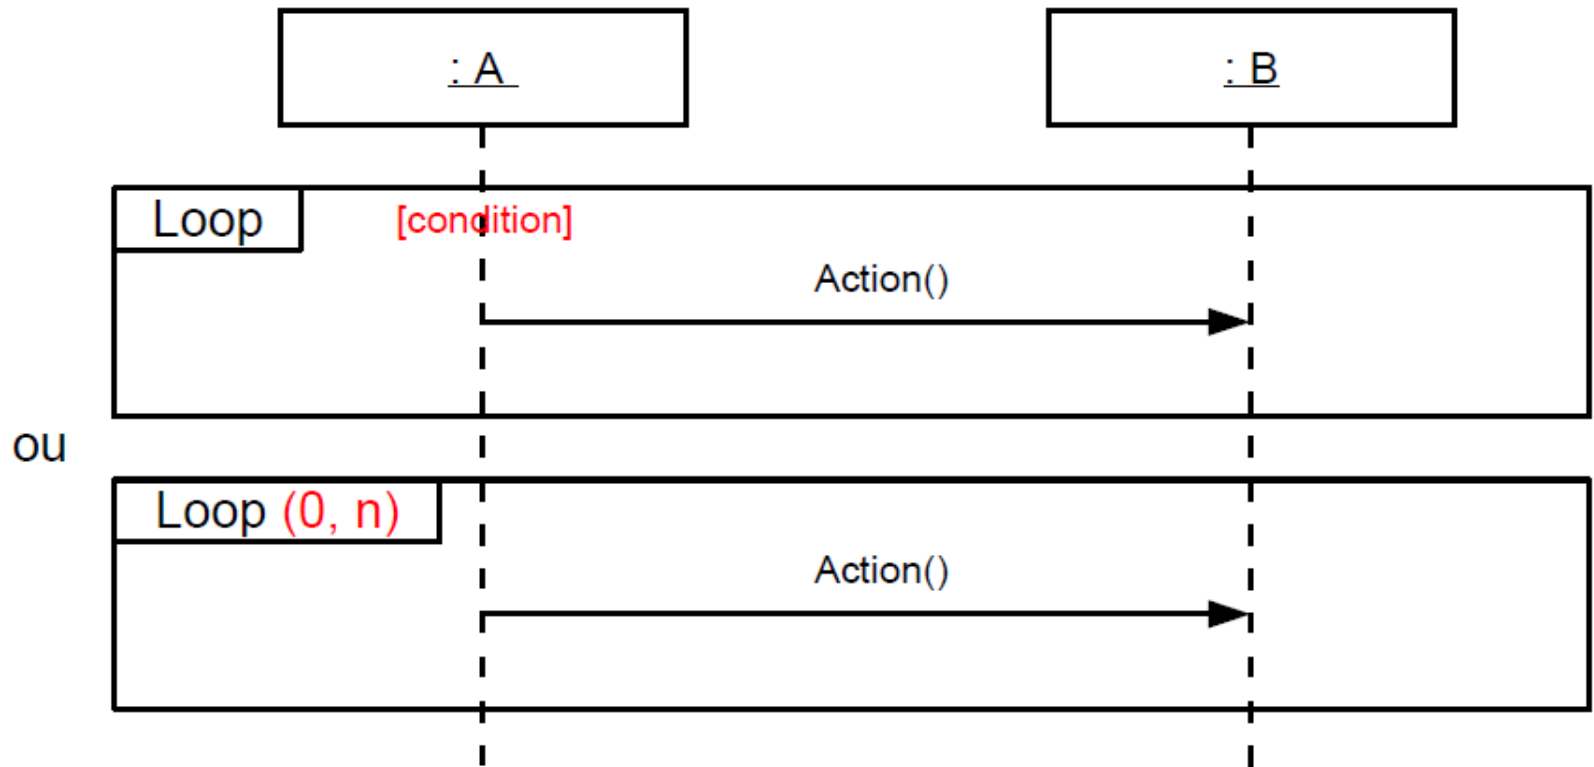 : A
: B
Loop
[condition]
Action()
ou
Loop (0, n)
Action()